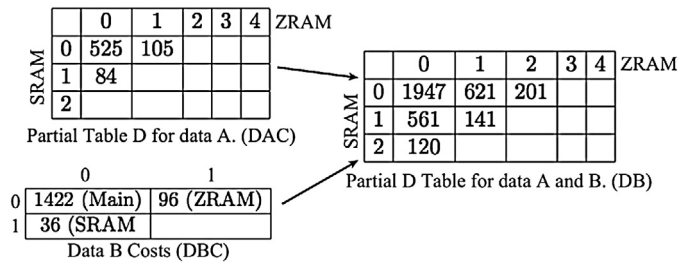 0 1 2 3 4 ZRAM
SRAM
0 525 105
1 84
2
Partial Table D for data A. (DAC)
0 1
0 1422 (Main) 96 (ZRAM)
1 36 (SRAM
Data B Costs (DBC)
0 1 2 3 4 ZRAM
SRAM
0 1947 621 201
1 561 141
2 120
Partial D Table for data A and B. (DB)